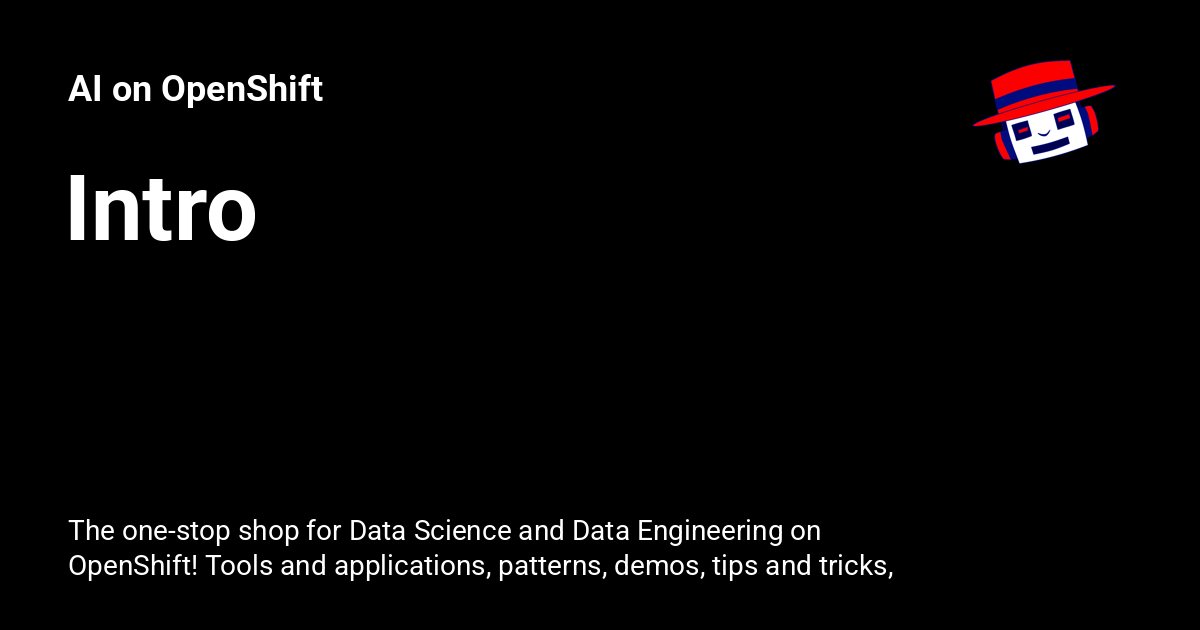 AI on OpenShift
Intro
The one-stop shop for Data Science and Data Engineering on
OpenShift! Tools and applications, patterns, demos, tips and tricks,